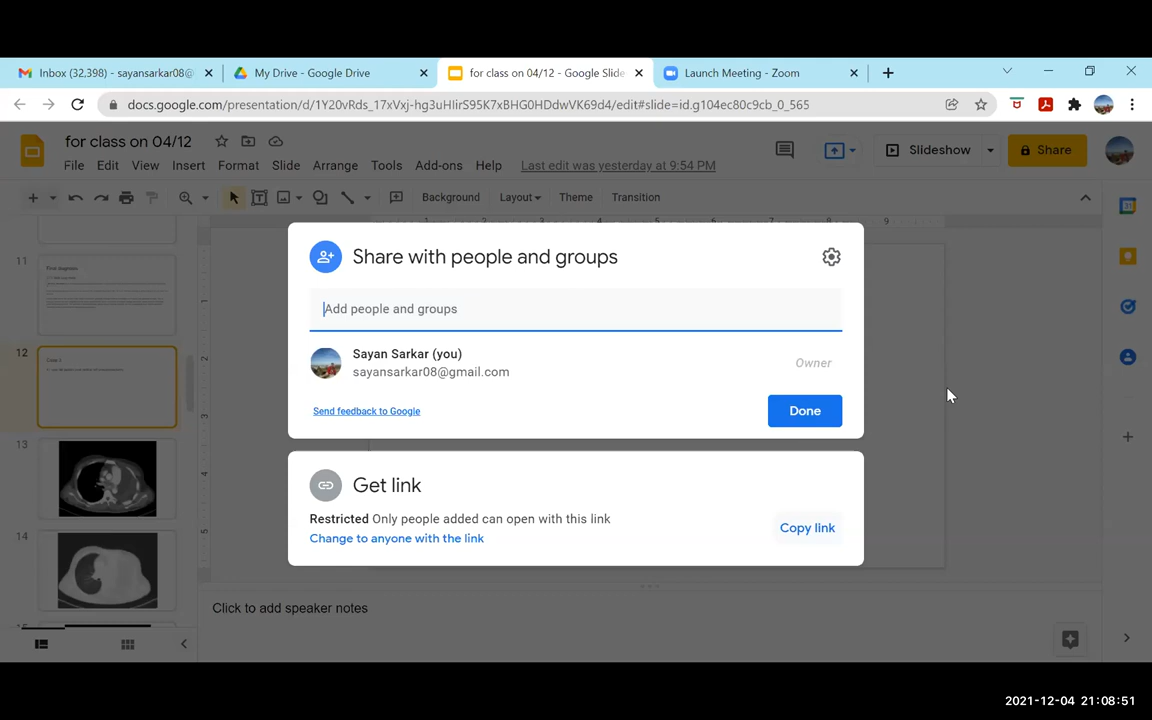 Inbox (32,398) - sayansarkar08@
My Drive - Google Drive
for class on 04/12 - Google Slide
Launch Meeting - Zoom
docs.google.com/presentation/d/1Y20vRds_17xVxj-hg3uHIirS95K7xBHG0HDdwVK69d4/edit#slide=id.g104ec80c9cb_0_565
for class on 04/12
File Edit View Insert Format Slide Arrange Tools Add-ons Help Last edit was yesterday at 9:54 PM
Slideshow
Share
Background Layout Theme Transition
11
12
13
14
Share with people and groups
Add people and groups
Sayan Sarkar (you)
sayansarkar08@gmail.com
Owner
Send feedback to Google
Done
Get link
Restricted Only people added can open with this link
Change to anyone with the link
Copy link
Click to add speaker notes
2021-12-04 21:08:51